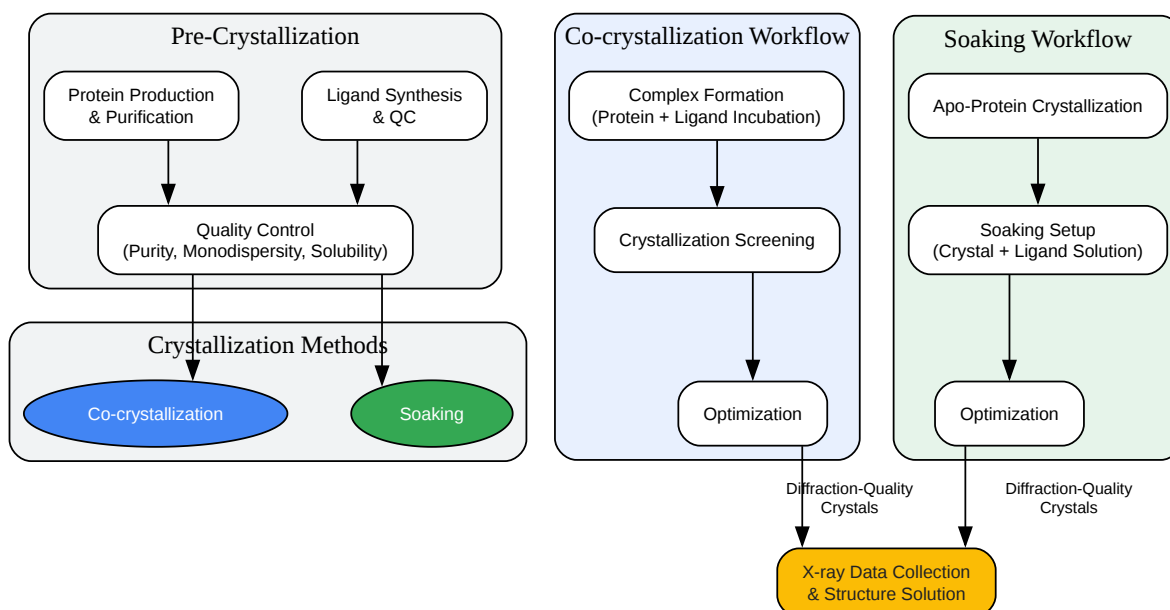 Pre-Crystallization
Protein Production
& Purification
Ligand Synthesis
& QC
Quality Control
(Purity, Monodispersity, Solubility)
Crystallization Methods
Co-crystallization
Soaking
Co-crystallization Workflow
Complex Formation
(Protein + Ligand Incubation)
Crystallization Screening
Optimization
Diffraction-Quality
Crystals
Soaking Workflow
Apo-Protein Crystallization
Soaking Setup
(Crystal + Ligand Solution)
Optimization
Diffraction-Quality
Crystals
X-ray Data Collection
& Structure Solution